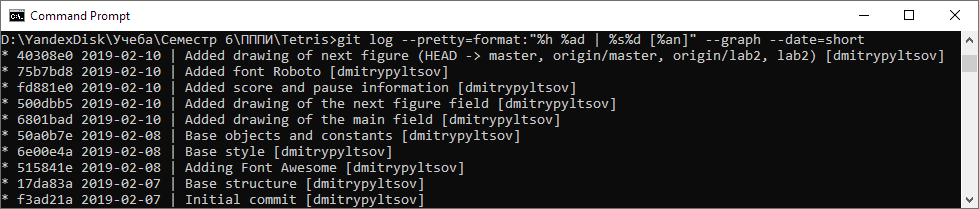 Command Prompt
D:\YandexDisk\Учеба\Семестр 6\ПППИ\Tetris>git log --pretty=format:"%h %ad | %s%d [%an]" --graph --date=short
* 40308e0 2019-02-10 | Added drawing of next figure (HEAD -> master, origin/master, origin/lab2, lab2) [dmitrypyltsov]
* 75b7bd8 2019-02-10 | Added font Roboto [dmitrypyltsov]
* fd881e0 2019-02-10 | Added score and pause information [dmitrypyltsov]
* 500dbb5 2019-02-10 | Added drawing of the next figure field [dmitrypyltsov]
* 6801bad 2019-02-10 | Added drawing of the main field [dmitrypyltsov]
* 50a0b7e 2019-02-08 | Base objects and constants [dmitrypyltsov]
* 6e00e4a 2019-02-08 | Base style [dmitrypyltsov]
* 515841e 2019-02-08 | Adding Font Awesome [dmitrypyltsov]
* 17da83a 2019-02-07 | Base structure [dmitrypyltsov]
* f3ad21a 2019-02-07 | Initial commit [dmitrypyltsov]